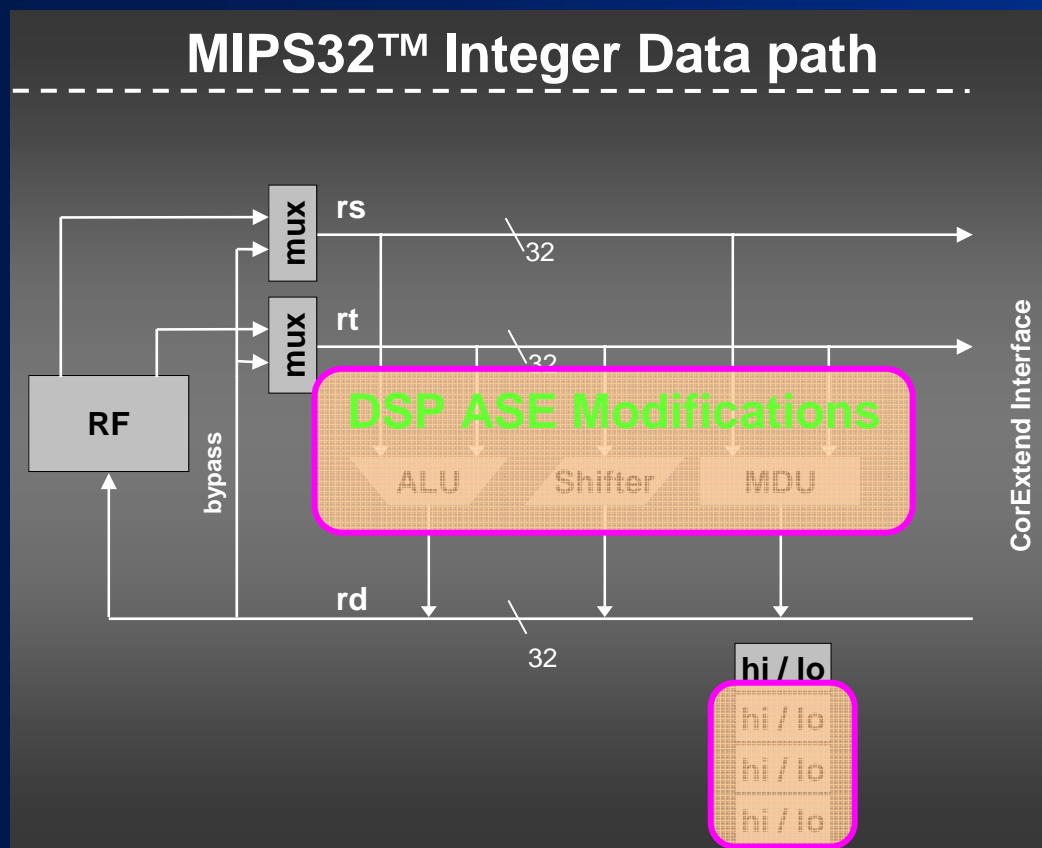 MIPS32™ Integer Data path
mux
rs
32
mux
rt
32
RF
bypass
DSP ASE Modifications
ALU
Shifter
MDU
CorExtend Interface
rd
32
hi / lo
hi / lo
hi / lo
hi / lo